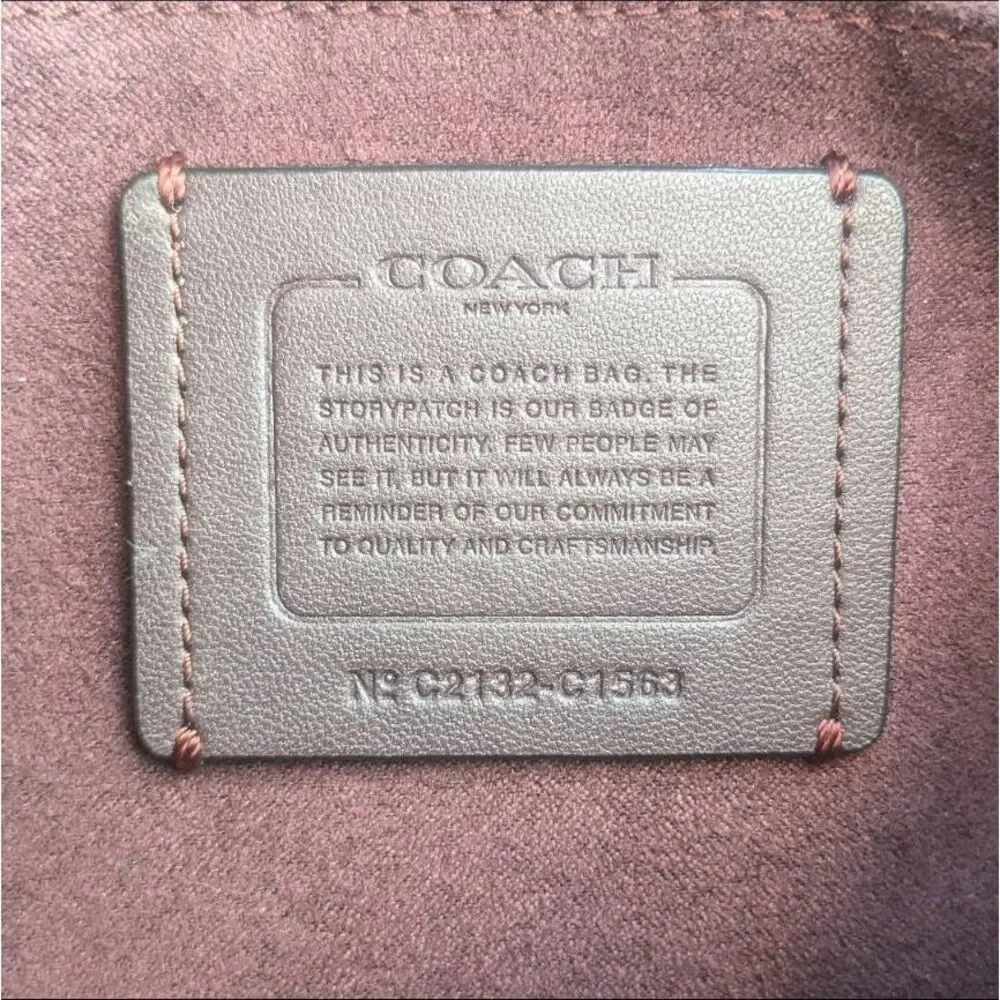 COACH
NEW YORK
THIS IS A COACH BAG. THE
STORYPATCH IS OUR BADGE OF
AUTHENTICITY. FEW PEOPLE MAY
SEE IT, BUT IT WILL ALWAYS BE A
REMINDER OF OUR COMMITMENT
TO QUALITY AND CRAFTSMANSHIP.
Nº C2132-C1563